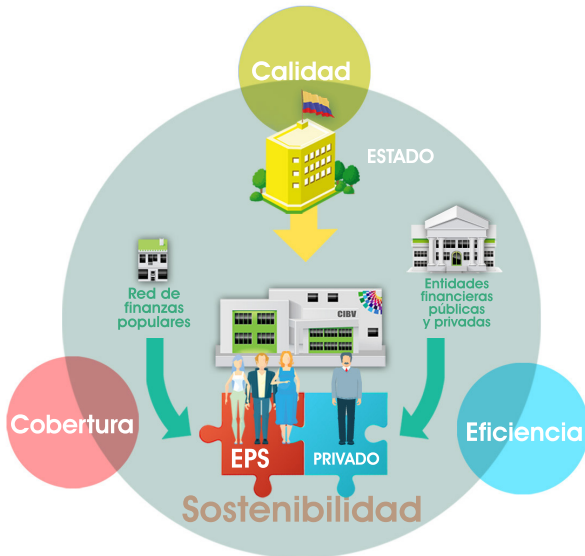 Calidad
ESTADO
Red de
finanzas
populares
Entidades
financieras
públicas
y privadas
CIBV
Cobertura
Eficiencia
EPS
PRIVADO
Sostenibilidad